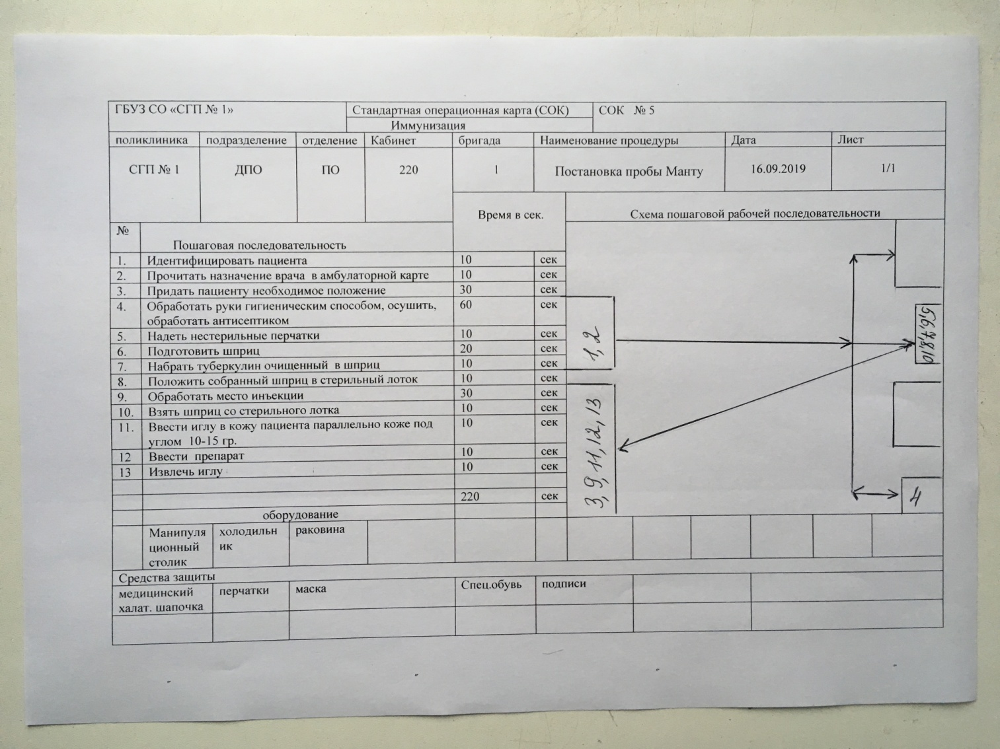 ГБУЗ СО «СГП № 1»
Стандартная операционная карта (СОК)
СОК № 5
Иммунизация
поликлиника подразделение отделение Кабинет бригада Наименование процедуры Дата Лист
СГП № 1 ДПО ПО 220 1 Постановка пробы Манту 16.09.2019 1/1
Время в сек. Схема пошаговой рабочей последовательности
№ Пошаговая последовательность
1. Идентифицировать пациента 10 сек
2. Прочитать назначение врача в амбулаторной карте 10 сек
3. Придать пациенту необходимое положение 30 сек
4. Обработать руки гигиеническим способом, осушить, 60 сек
обработать антисептиком
5. Надеть нестерильные перчатки 10 сек
6. Подготовить шприц 20 сек
7. Набрать туберкулин очищенный в шприц 10 сек
8. Положить собранный шприц в стерильный лоток 10 сек
9. Обработать место инъекции 30 сек
10. Взять шприц со стерильного лотка 10 сек
11. Ввести иглу в кожу пациента параллельно коже под 10 сек
углом 10-15 гр.
12 Ввести препарат 10 сек
13 Извлечь иглу 10 сек
220 сек
1, 2
5,6,7,8,10
3, 9, 11, 12, 13
4
оборудование
Манипуля холодильн раковина
ционный ик
столик
Средства защиты
медицинский перчатки маска Спец.обувь подписи
халат. шапочка